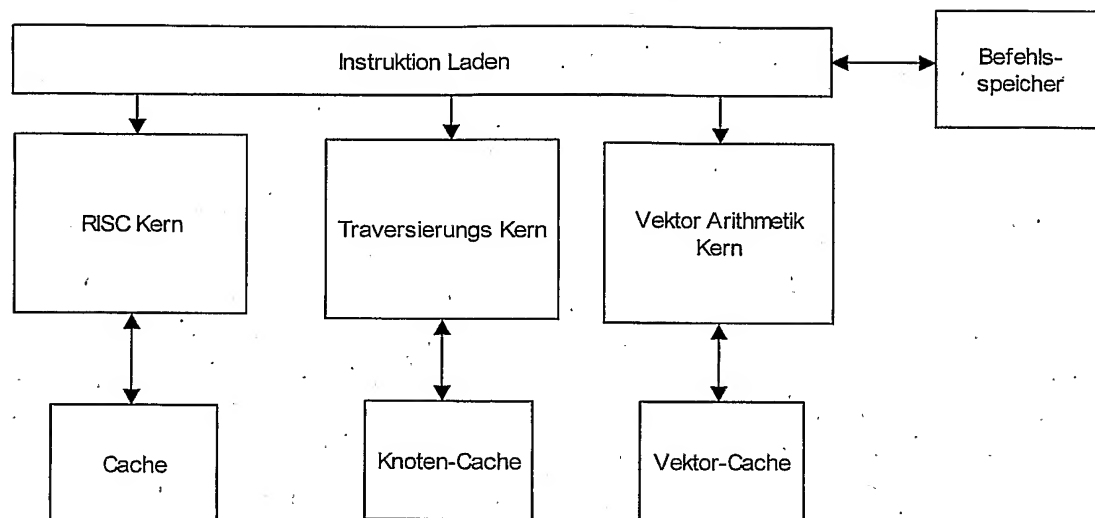 Instruktion Laden
Befehls-
speicher
RISC Kern
Traversierungs Kern
Vektor Arithmetik
Kern
Cache
Knoten-Cache
Vektor-Cache